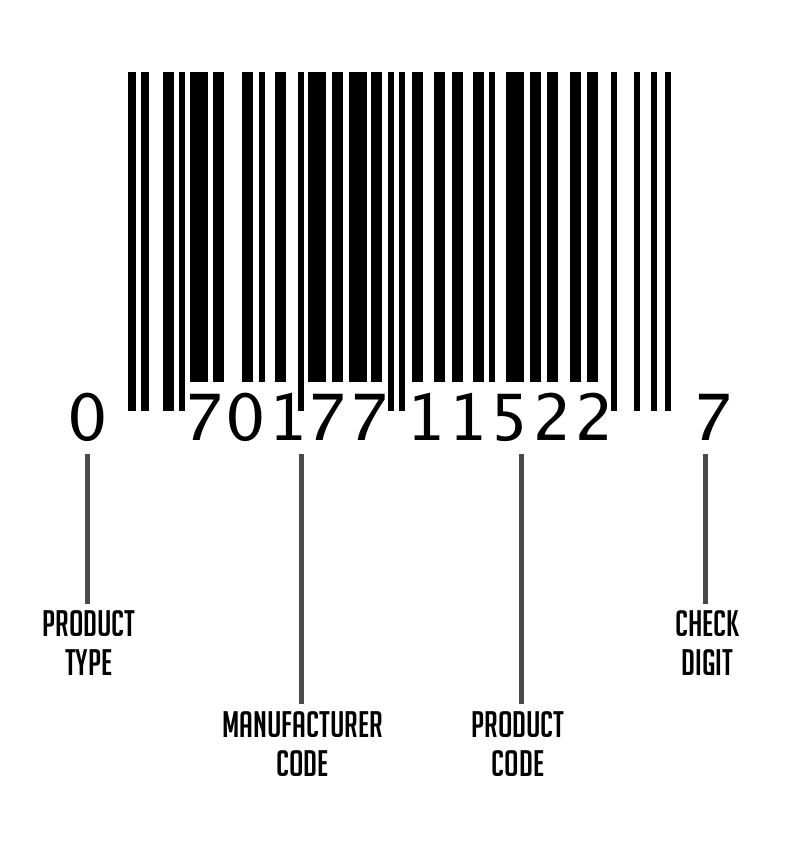 0 70177 11522 7
PRODUCT
TYPE
CHECK
DIGIT
MANUFACTURER
CODE
PRODUCT
CODE